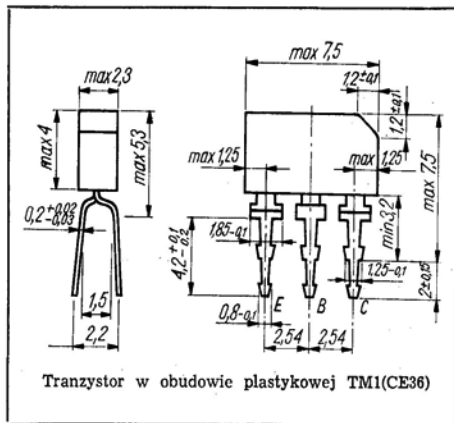 max 7,5
max 2,3
1,2±0,1
1,2±0,1
max 4
max 5,3
max 1,25
max 1,25
max 7,5
0,2+0,02-0,03
4,2+0,1-0,2
1,85-0,1
min 3,2
1,25-0,1
2±0,15
1,5
2,2
0,8-0,1
E
B
C
2,54
2,54
Tranzystor w obudowie plastykowej TM1(CE36)